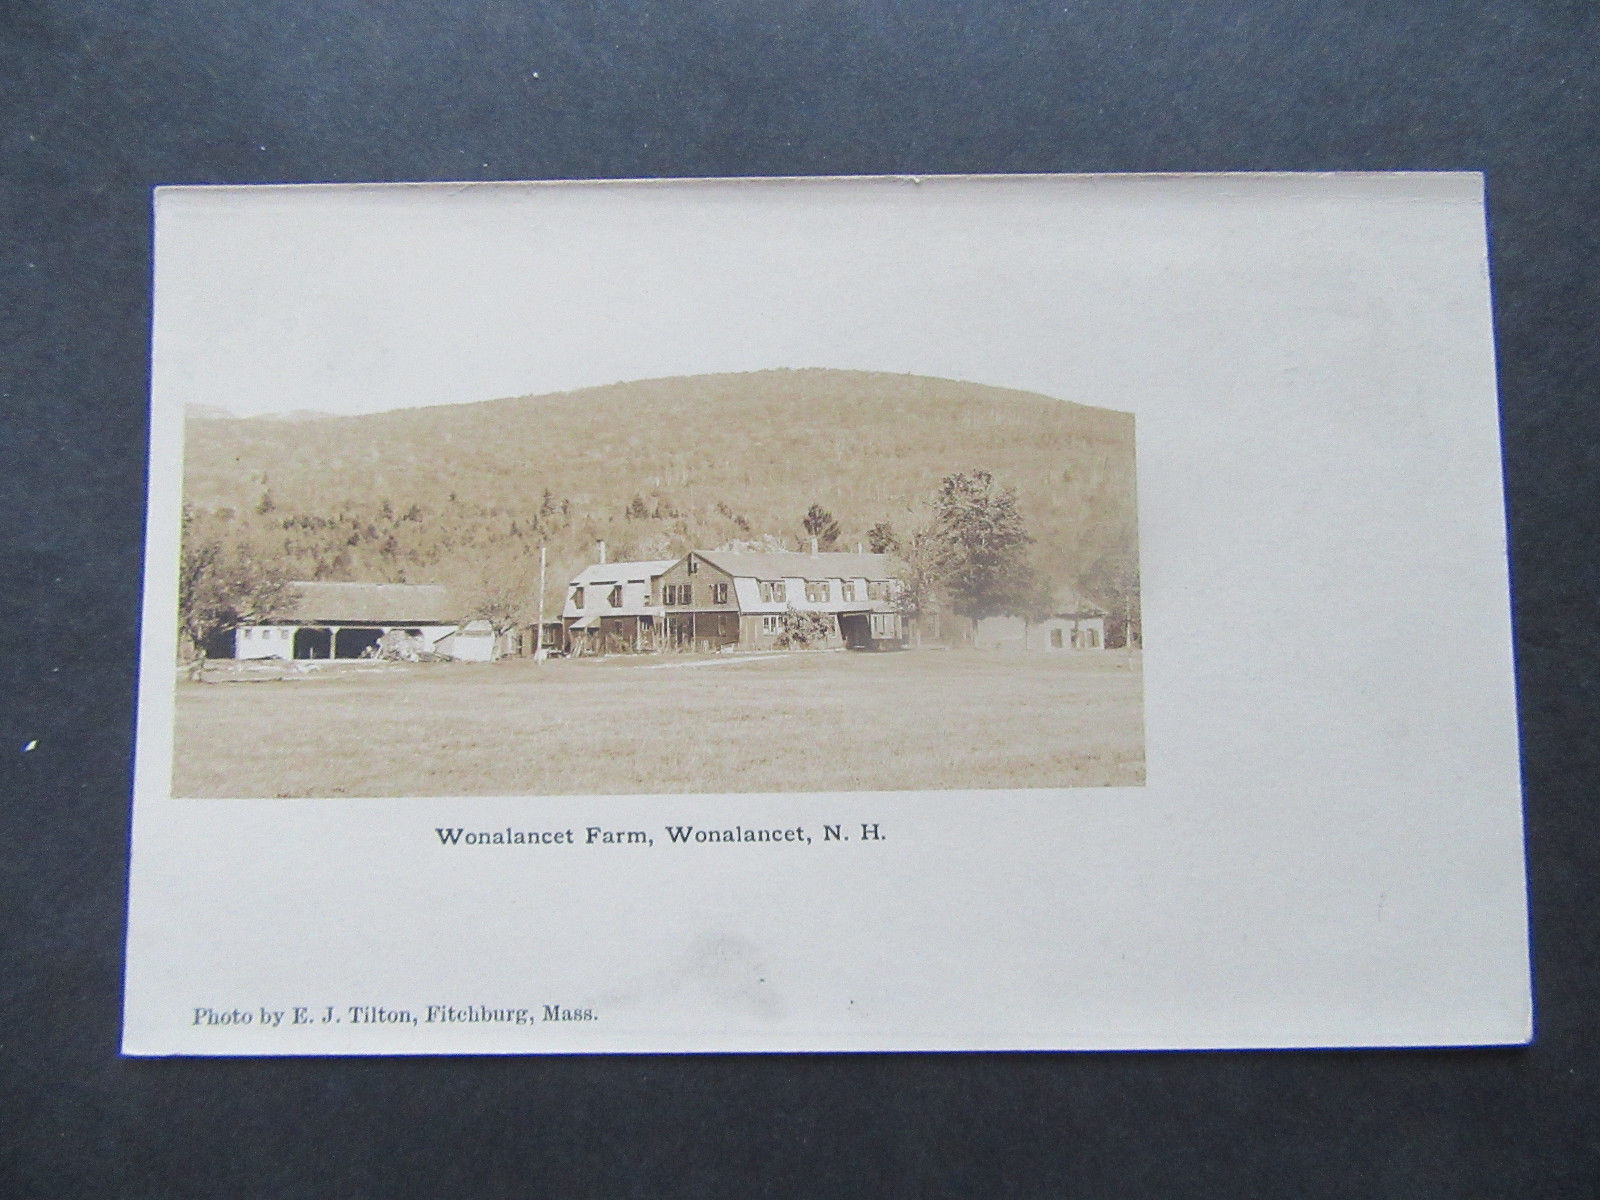 Wonalancet Farm, Wonalancet, N. H.
Photo by E. J. Tilton, Fitchburg, Mass.